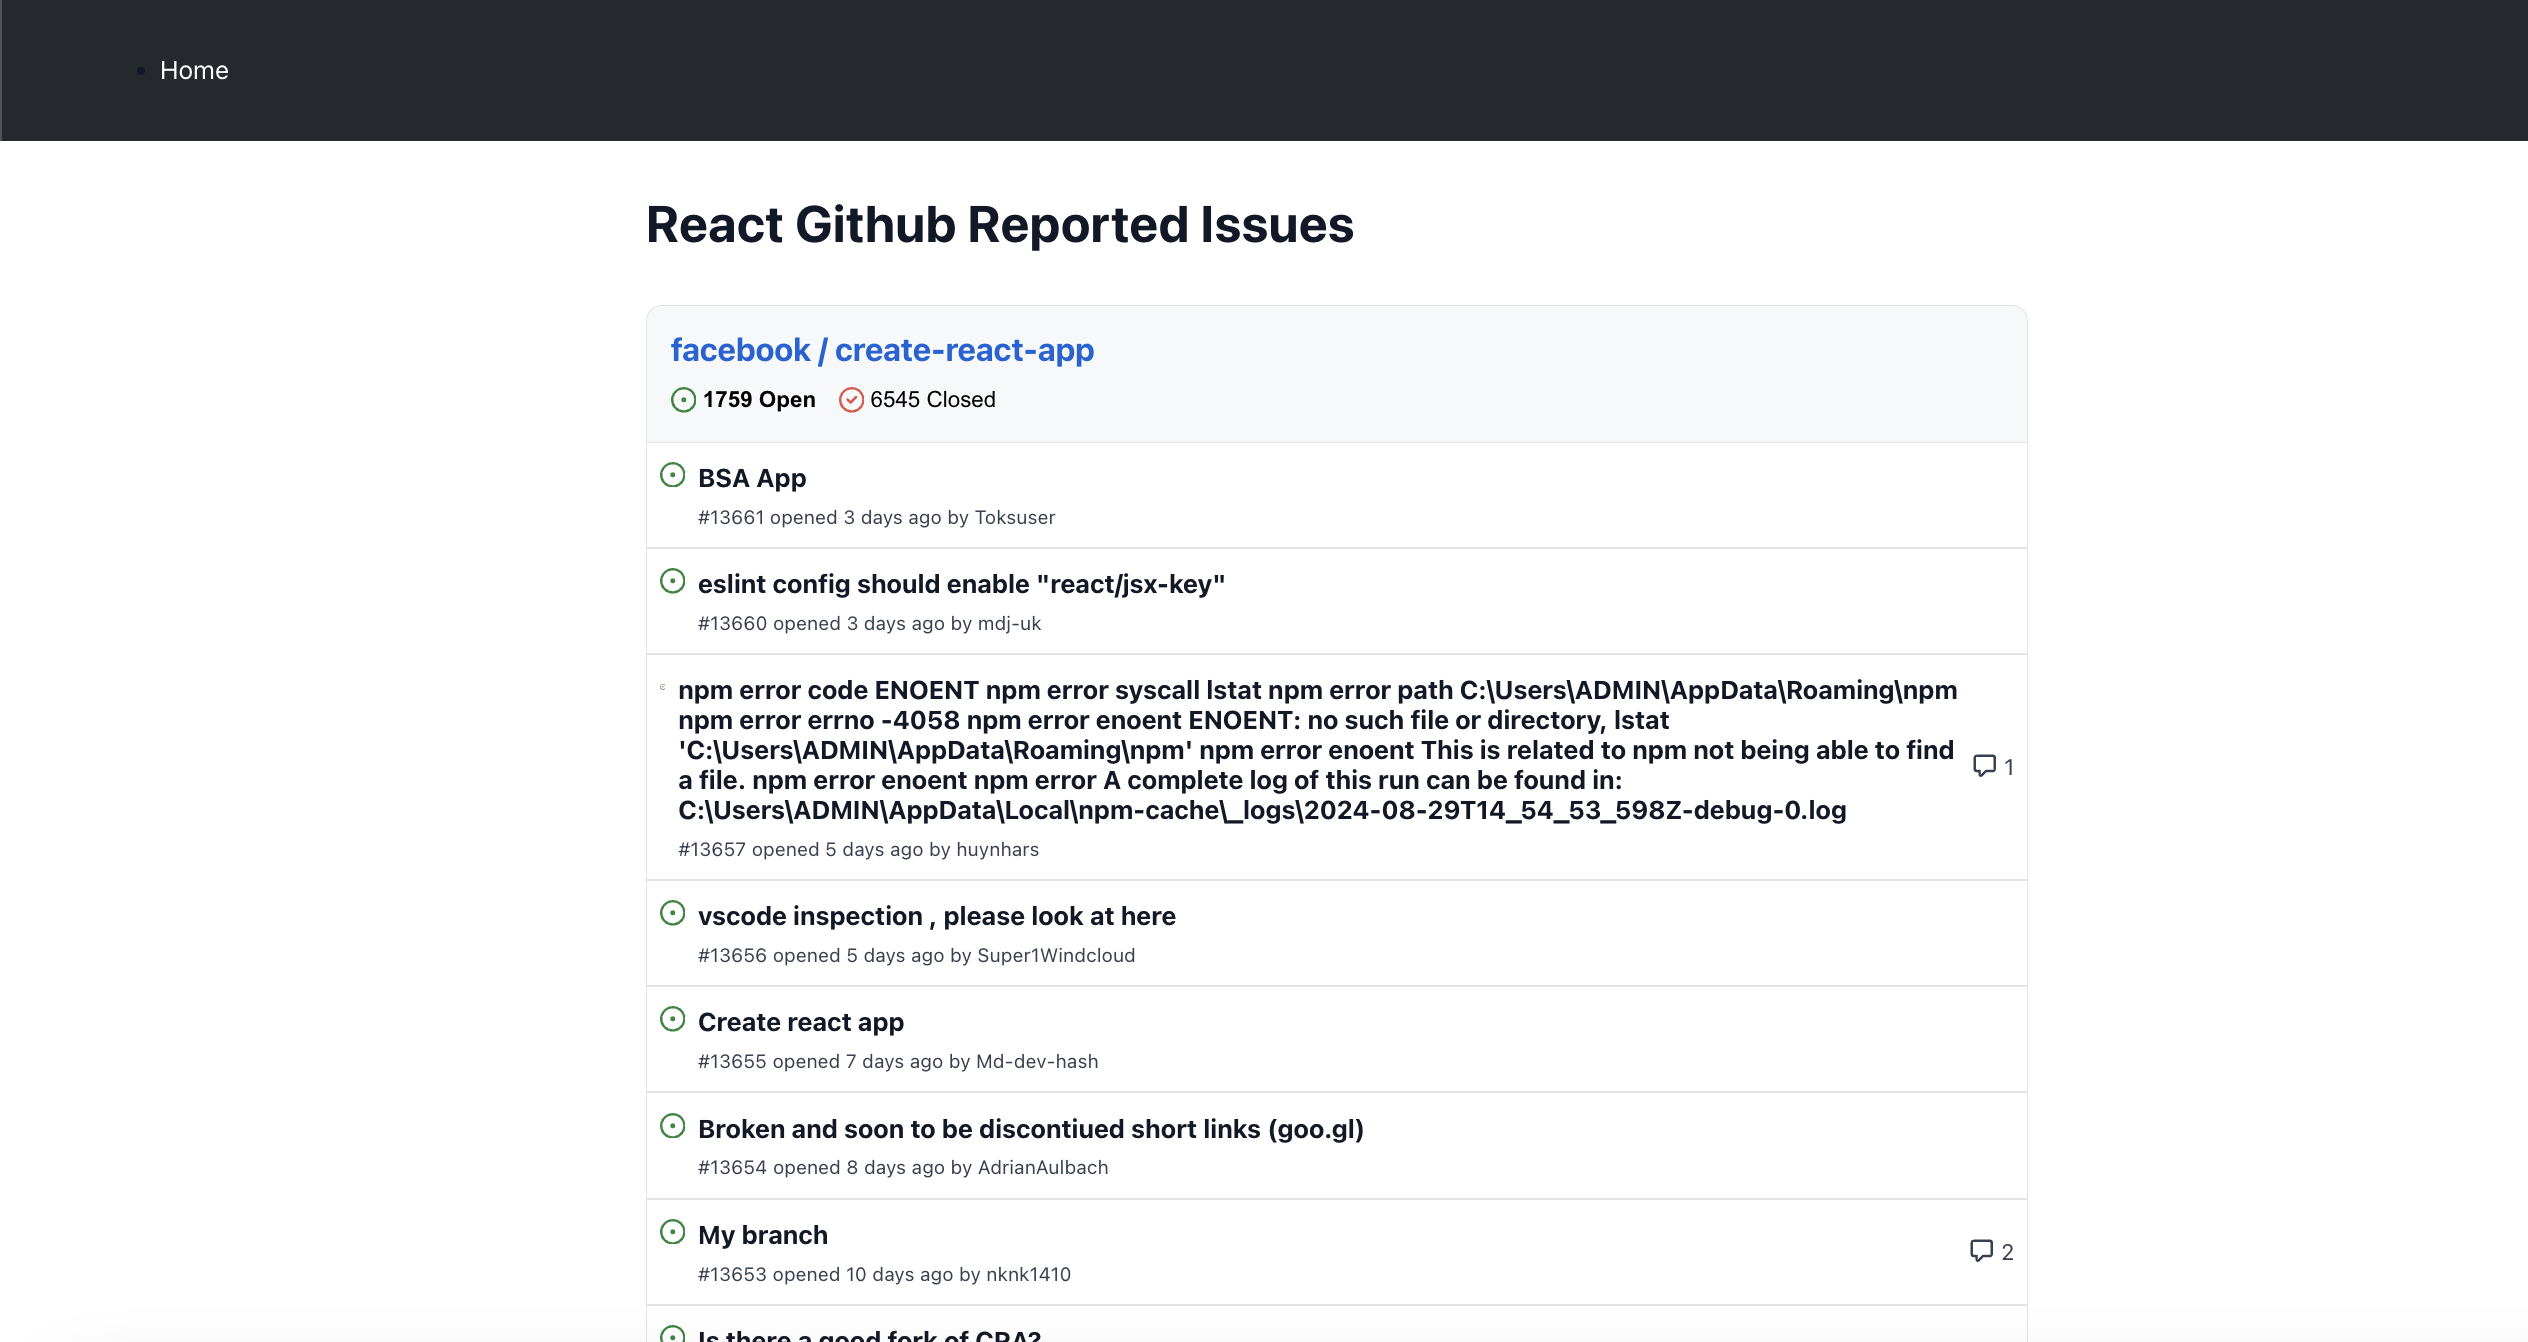 Home
React Github Reported Issues
facebook / create-react-app
1759 Open 6545 Closed
BSA App
#13661 opened 3 days ago by Toksuser
eslint config should enable "react/jsx-key"
#13660 opened 3 days ago by mdj-uk
npm error code ENOENT npm error syscall lstat npm error path C:\Users\ADMIN\AppData\Roaming\npm
npm error errno -4058 npm error enoent ENOENT: no such file or directory, lstat
'C:\Users\ADMIN\AppData\Roaming\npm' npm error enoent This is related to npm not being able to find
a file. npm error enoent npm error A complete log of this run can be found in:
C:\Users\ADMIN\AppData\Local\npm-cache\_logs\2024-08-29T14_54_53_598Z-debug-0.log
1
#13657 opened 5 days ago by huynhars
vscode inspection , please look at here
#13656 opened 5 days ago by Super1Windcloud
Create react app
#13655 opened 7 days ago by Md-dev-hash
Broken and soon to be discontiued short links (goo.gl)
#13654 opened 8 days ago by AdrianAulbach
My branch
2
#13653 opened 10 days ago by nknk1410
Is there a good fork of CRA?